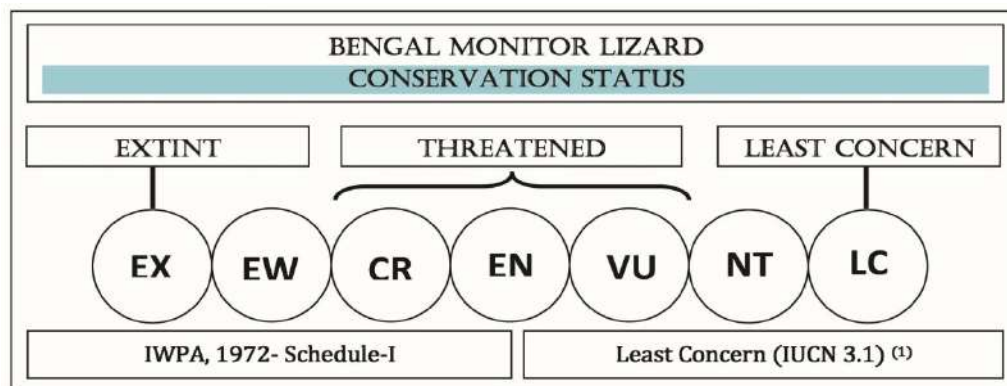 BENGAL MONITOR LIZARD
CONSERVATION STATUS
EXTINT
THREATENED
LEAST CONCERN
EX
EW
CR
EN
VU
NT
LC
IWPA, 1972- Schedule-I
Least Concern (IUCN 3.1) (1)